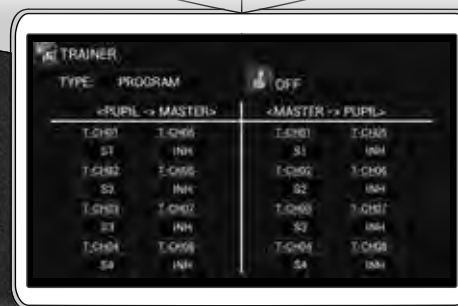 TRAINER
TYPE: PROGRAM OFF
<PUPIL -> MASTER> <MASTER -> PUPIL>
T-CH01 T-CH05 T-CH01 T-CH05
S1 INH S1 INH
T-CH02 T-CH06 T-CH02 T-CH06
S2 INH S2 INH
T-CH03 T-CH07 T-CH03 T-CH07
S3 INH S3 INH
T-CH04 T-CH08 T-CH04 T-CH08
S4 INH S4 INH